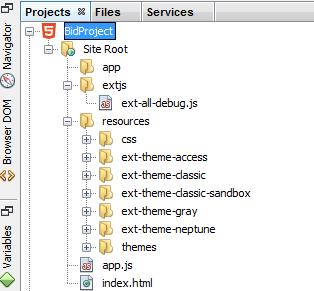 Projects Files Services
BidProject
Site Root
app
extjs
ext-all-debug.js
resources
css
ext-theme-access
ext-theme-classic
ext-theme-classic-sandbox
ext-theme-gray
ext-theme-neptune
themes
app.js
index.html
Navigator
Browser DOM
Variables